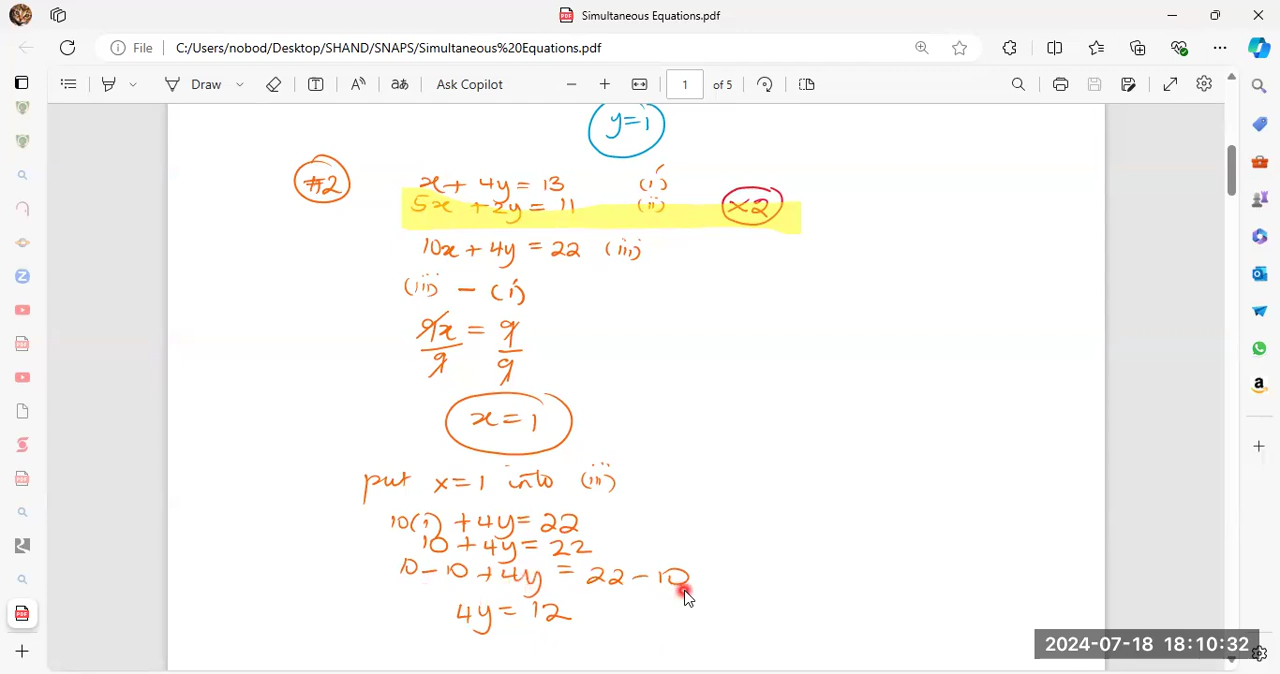 Simultaneous Equations.pdf
File C:/Users/nobod/Desktop/SHAND/SNAPS/Simultaneous%20Equations.pdf
Draw aあ Ask Copilot 1 of 5
y=1
#2
x + 4y = 13 (i)
5x + 2y = 11 (ii) ×2
10x + 4y = 22 (iii)
(iii) - (i)
9x = 9
9 9
x = 1
put x=1 into (iii)
10(1) + 4y = 22
10 + 4y = 22
10 - 10 + 4y = 22 - 10
4y = 12
2024-07-18 18:10:32